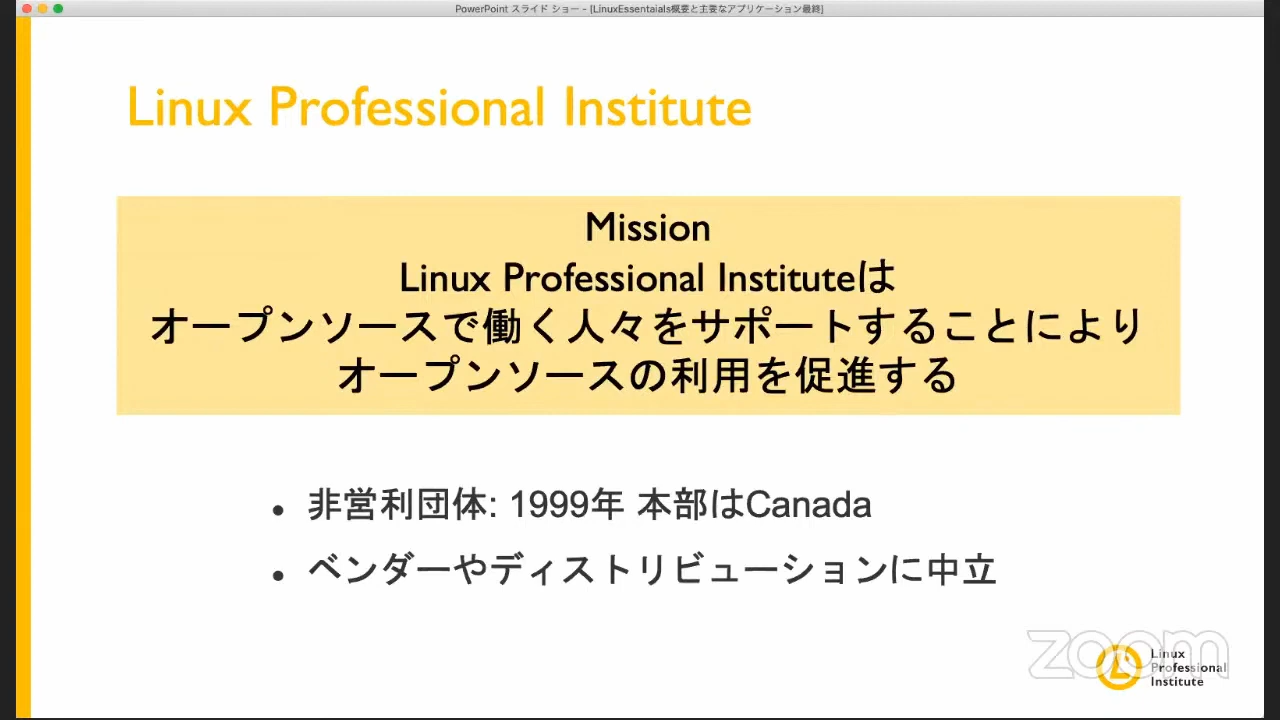 PowerPoint スライド ショー - [LinuxEssentaials概要と主要なアプリケーション最終]
Linux Professional Institute
Mission
Linux Professional Instituteは
オープンソースで働く人々をサポートすることにより
オープンソースの利用を促進する
• 非営利団体: 1999年 本部はCanada
• ベンダーやディストリビューションに中立
zoom
Linux
Professional
Institute